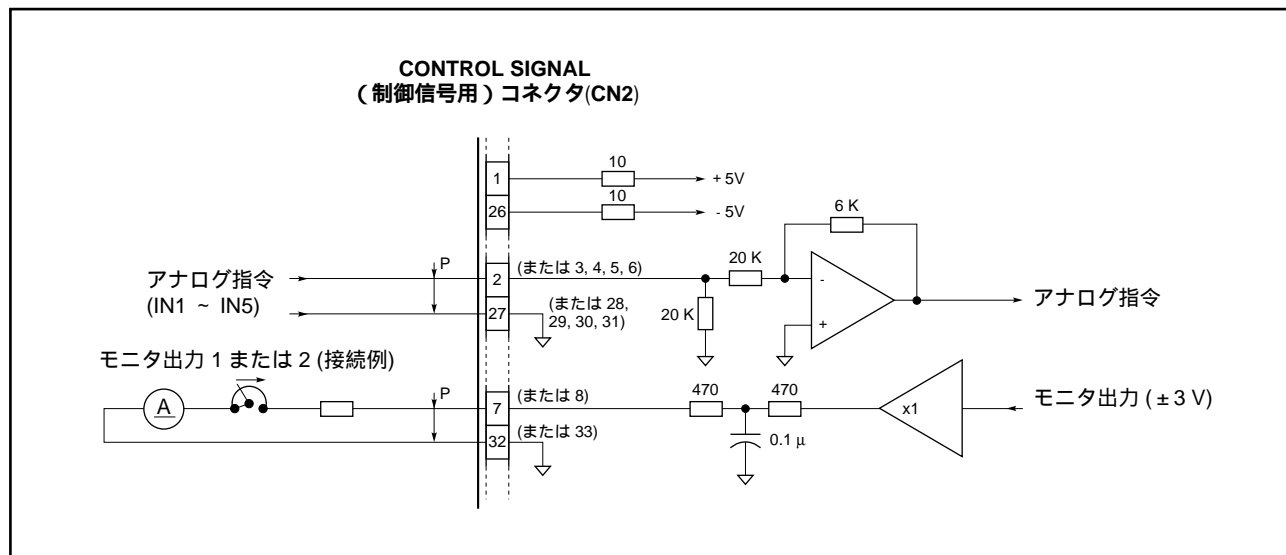 CONTROL SIGNAL
(制御信号用)コネクタ(CN2)
1
10
+ 5V
26
10
- 5V
6 K
アナログ指令
(IN1 ~ IN5)
P
2
(または 3, 4, 5, 6)
20 K
-
27
(または 28,
29, 30, 31)
20 K
+
アナログ指令
モニタ出力 1 または 2 (接続例)
A
P
7
(または 8)
470
470
x1
モニタ出力 (±3 V)
32
(または 33)
0.1 μ